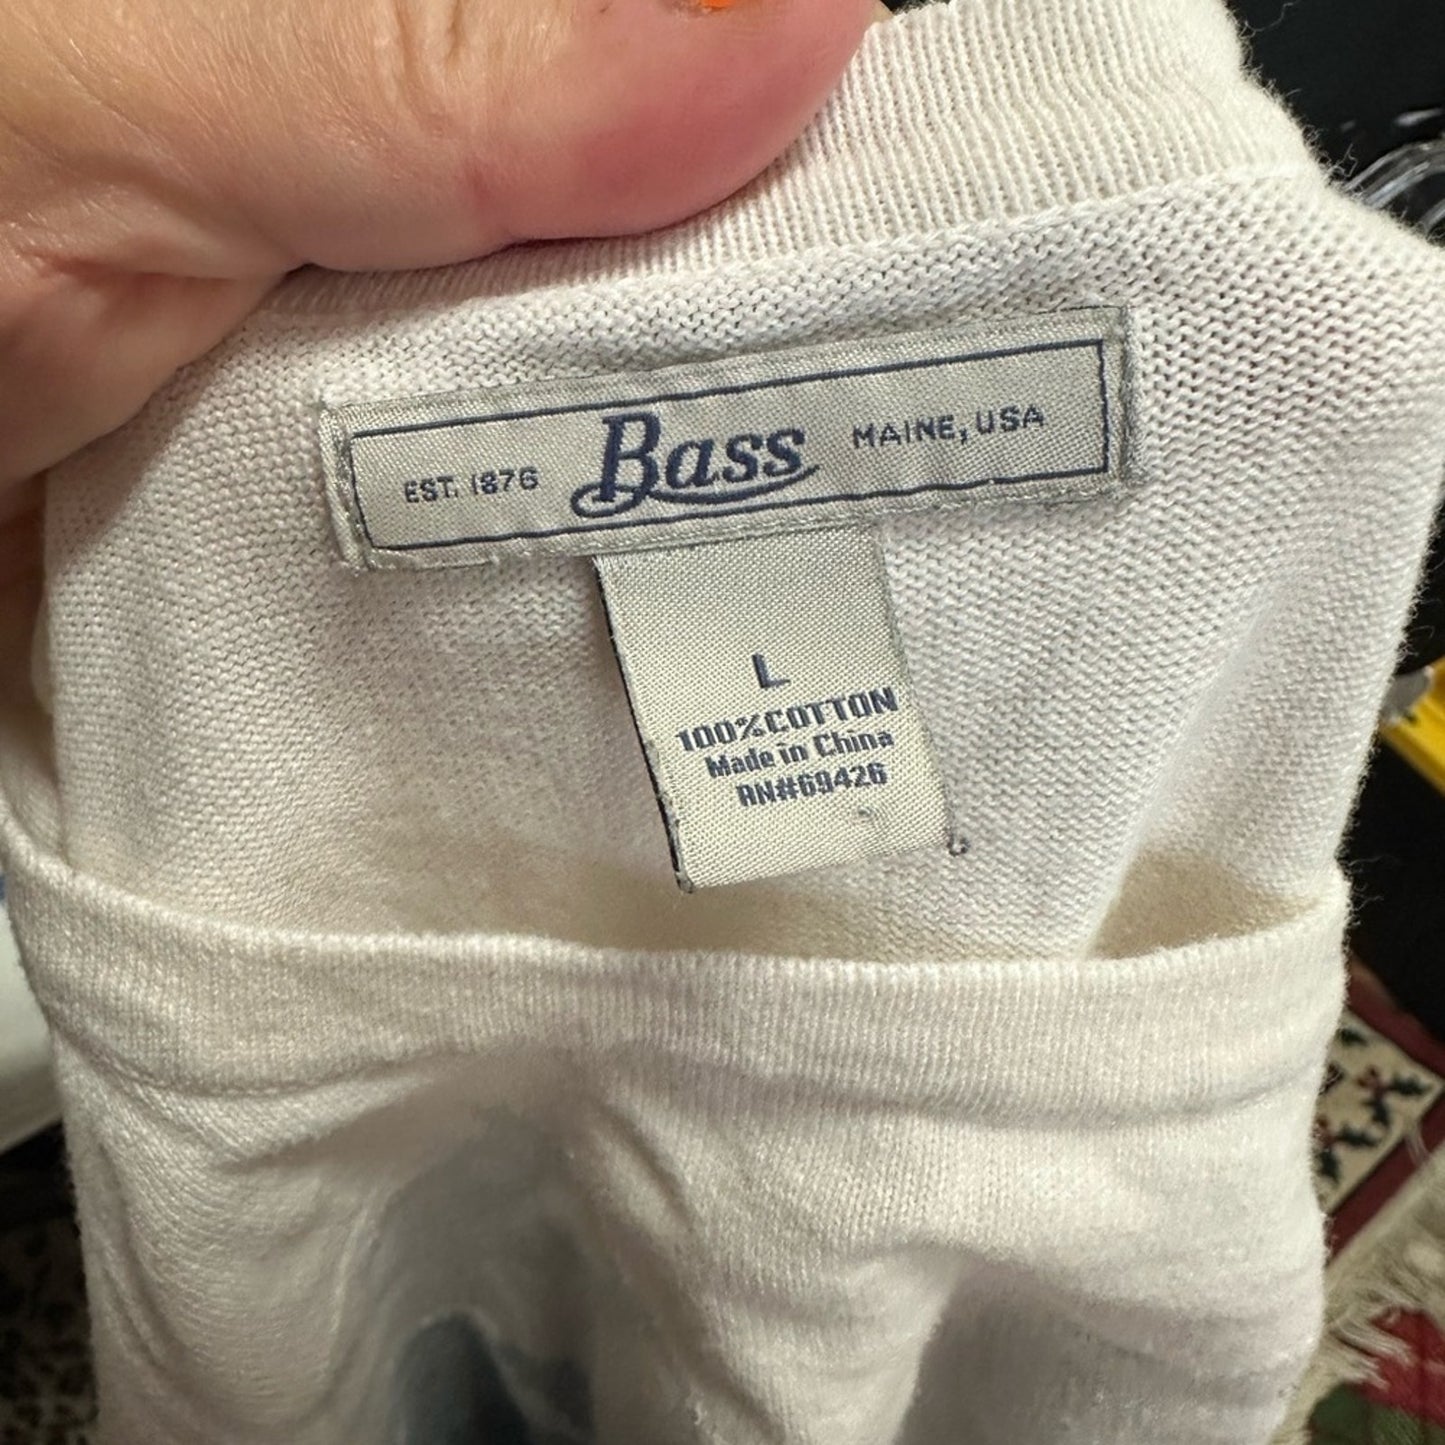 EST. 1876 Bass MAINE, USA
L
100%COTTON
Made in China
RN#69426